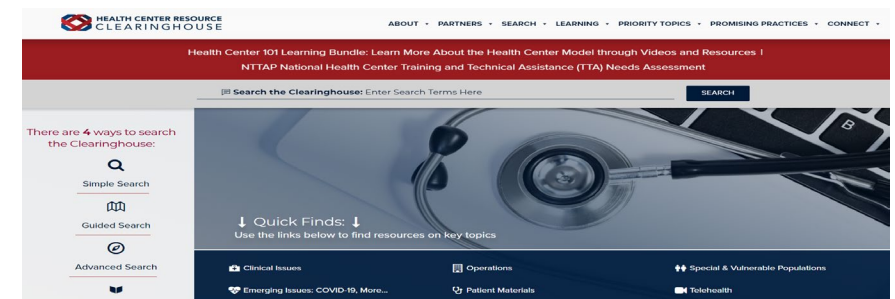 HEALTH CENTER RESOURCE
CLEARINGHOUSE
ABOUT PARTNERS SEARCH LEARNING PRIORITY TOPICS PROMISING PRACTICES CONNECT
Health Center 101 Learning Bundle: Learn More About the Health Center Model through Videos and Resources |
NTTAP National Health Center Training and Technical Assistance (TTA) Needs Assessment
Search the Clearinghouse: Enter Search Terms Here
SEARCH
There are 4 ways to search
the Clearinghouse:
Simple Search
Guided Search
Advanced Search
↓ Quick Finds: ↓
Use the links below to find resources on key topics
Clinical Issues
Operations
Special & Vulnerable Populations
Emerging Issues: COVID-19, More...
Patient Materials
Telehealth
B